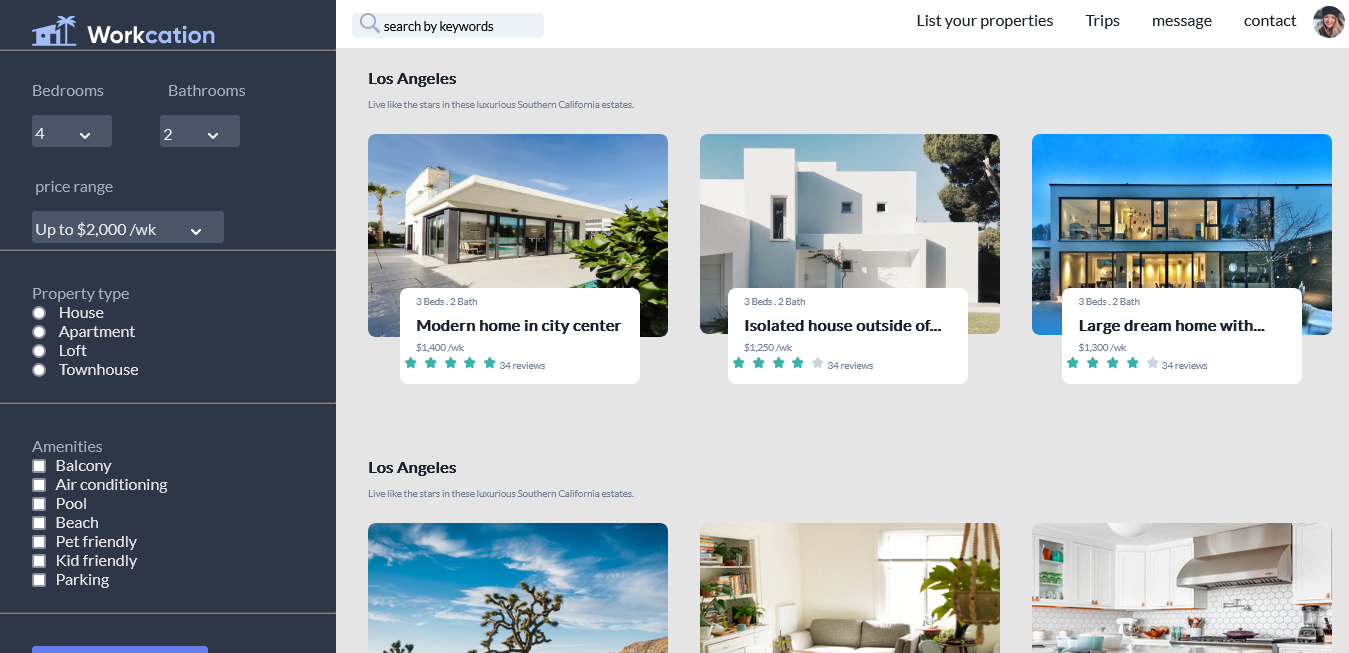 Workcation
search by keywords
List your properties
Trips
message
contact
Bedrooms
Bathrooms
4
2
price range
Up to $2,000 /wk
Property type
House
Apartment
Loft
Townhouse
Amenities
Balcony
Air conditioning
Pool
Beach
Pet friendly
Kid friendly
Parking
Los Angeles
Live like the stars in these luxurious Southern California estates.
3 Beds . 2 Bath
Modern home in city center
$1,400 /wk
34 reviews
3 Beds . 2 Bath
Isolated house outside of...
$1,250 /wk
34 reviews
3 Beds . 2 Bath
Large dream home with...
$1,300 /wk
34 reviews
Los Angeles
Live like the stars in these luxurious Southern California estates.